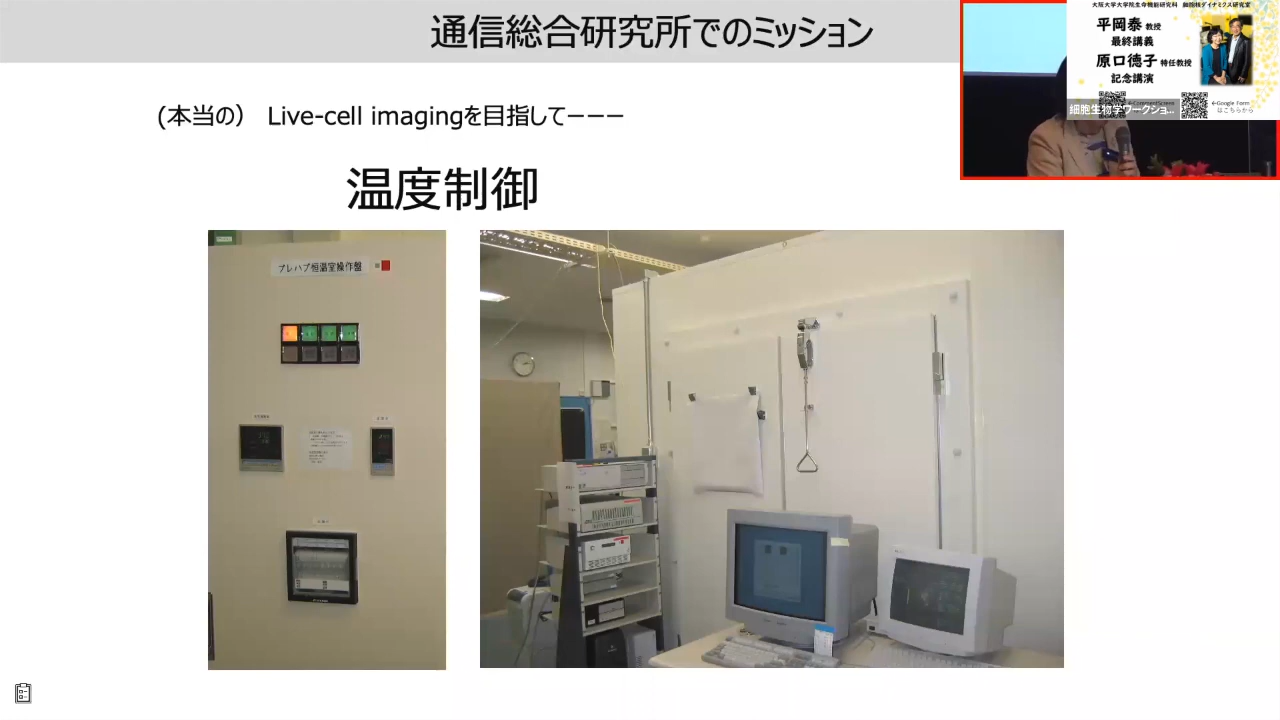 通信総合研究所でのミッション
(本当の） Live-cell imagingを目指してーーー
温度制御
プレハブ恒温室操作盤
大阪大学大学院生命機能研究科 細胞核ダイナミクス研究室
平岡泰 教授
最終講義
原口徳子 特任教授
記念講演
細胞生物学ワークショ...
←Google Form
はこちらから